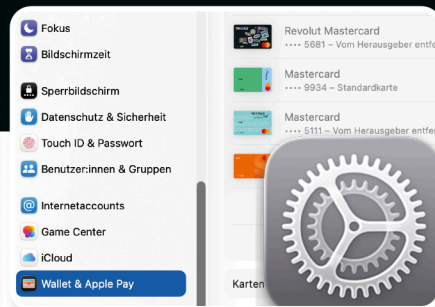 Fokus
Bildschirmzeit
Sperrbildschirm
Datenschutz & Sicherheit
Touch ID & Passwort
Benutzer:innen & Gruppen
Internetaccounts
Game Center
iCloud
Wallet & Apple Pay
Revolut Mastercard
•••• 5681 – Vom Herausgeber entfe
Mastercard
•••• 9934 – Standardkarte
Mastercard
•••• 5111 – Vom Herausgeber entfer
Karten